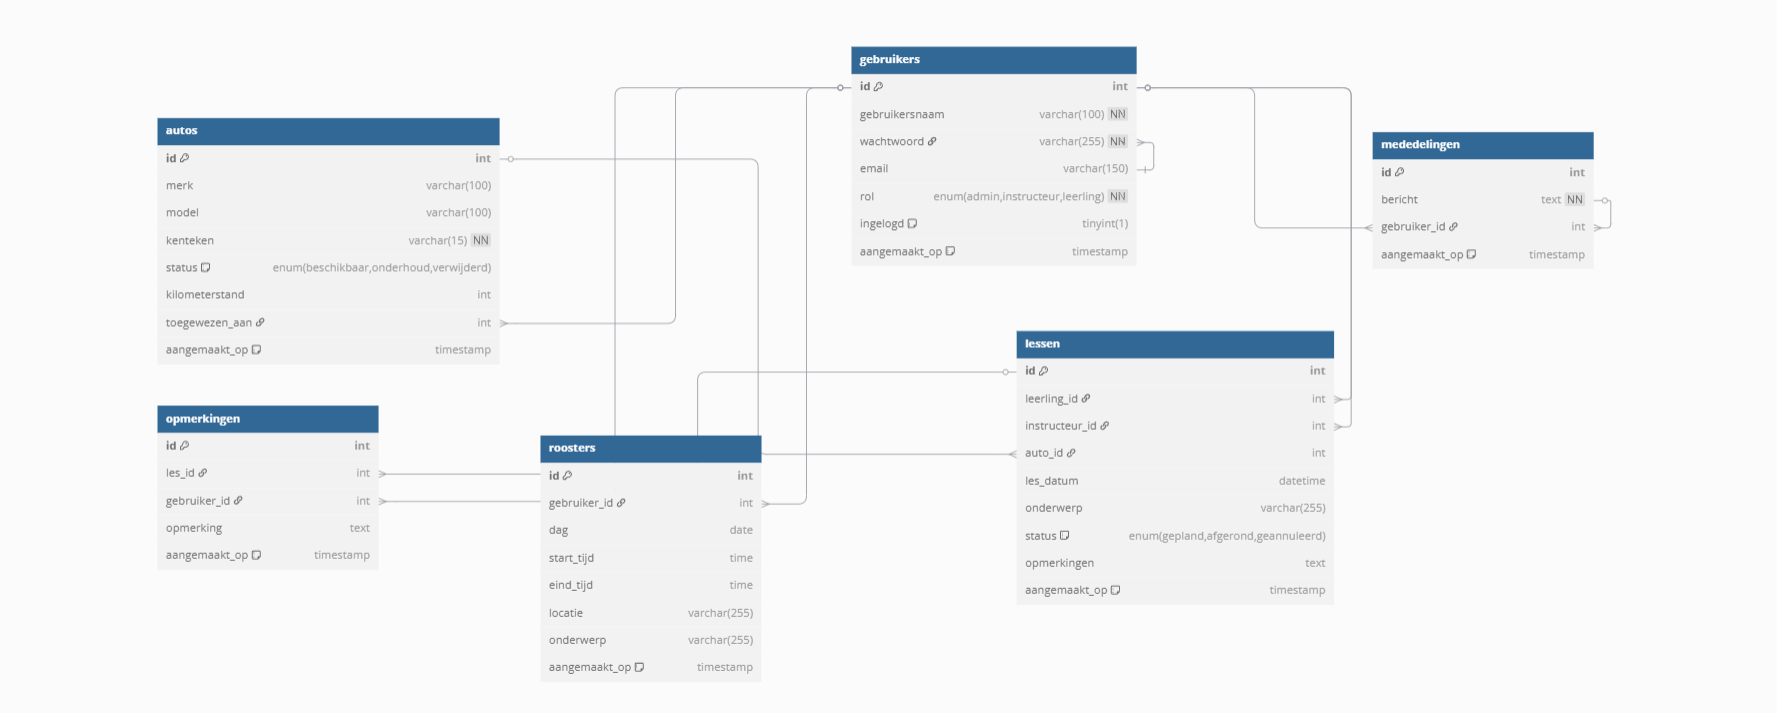 gebruikers
id int
gebruikersnaam varchar(100) NN
wachtwoord varchar(255) NN
email varchar(150)
rol enum(admin,instructeur,leerling) NN
ingelogd tinyint(1)
aangemaakt_op timestamp
autos
id int
merk varchar(100)
model varchar(100)
kenteken varchar(15) NN
status enum(beschikbaar,onderhoud,verwijderd)
kilometerstand int
toegewezen_aan int
aangemaakt_op timestamp
mededelingen
id int
bericht text NN
gebruiker_id int
aangemaakt_op timestamp
lessen
id int
leerling_id int
instructeur_id int
auto_id int
les_datum datetime
onderwerp varchar(255)
status enum(gepland,afgerond,geannuleerd)
opmerkingen text
aangemaakt_op timestamp
opmerkingen
id int
les_id int
gebruiker_id int
opmerking text
aangemaakt_op timestamp
roosters
id int
gebruiker_id int
dag date
start_tijd time
eind_tijd time
locatie varchar(255)
onderwerp varchar(255)
aangemaakt_op timestamp